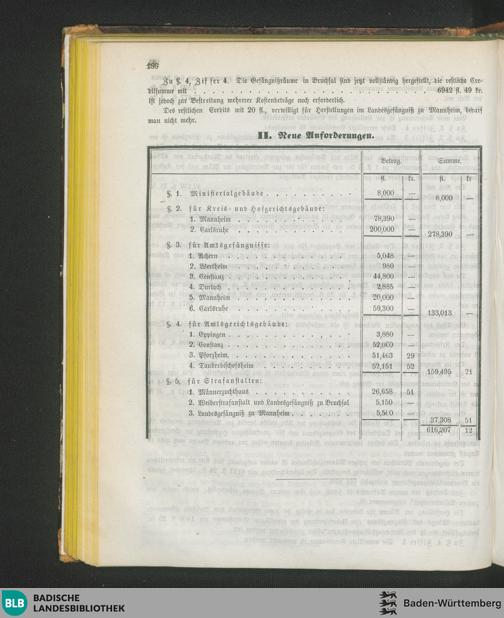 186
Zu §. 4, Ziffer 4. Die Gefängnißräume in Bruchsal sind jetzt vollständig hergestellt, die restliche Cre-
ditsumme mit . . . . . 6942 fl. 49 kr.
ist jedoch zur Bestreitung mehrerer Kostenbeträge noch erforderlich.
Des restlichen Credits mit 20 fl., verwilligt für Herstellungen im Landesgefängniß zu Mannheim, bedarf
man nicht mehr.
II. Neue Anforderungen.
Betrag. Summe.
fl. kr. fl. kr
§. 1. Ministerialgebäude . . . 8,000 —
§. 2. für Kreis- und Hofgerichtsgebäude: —
1. Mannheim . . . 78,390 —
2. Carlsruhe . . . 200,000 —
278,390 —
§. 3. für Amtsgefängnisse:
1. Achern . . . 5,048 —
2. Wertheim . . . 980 —
3. Constanz . . . 44,800 —
4. Durlach . . . 2,885 —
5. Mannheim . . . 20,000 —
6. Carlsruhe . . . 59,300 —
133,013 —
§. 4. für Amtsgerichtsgebäude:
1. Eppingen . . . 3,880 —
2. Constanz . . . 52,000 —
3. Pforzheim . . . 51,463 29
4. Tauberbischofsheim . . . 52,151 52
159,495 21
§. 5. für Strafanstalten:
1. Männerzuchthaus . . . 26,658 51
2. Weiberstrafanstalt und Landesgefängniß zu Bruchsal 5,150 —
3. Landesgefängniß zu Mannheim . . . 5,500 —
37,308 51
616,207 12
BLB BADISCHE
LANDESBIBLIOTHEK
Baden-Württemberg